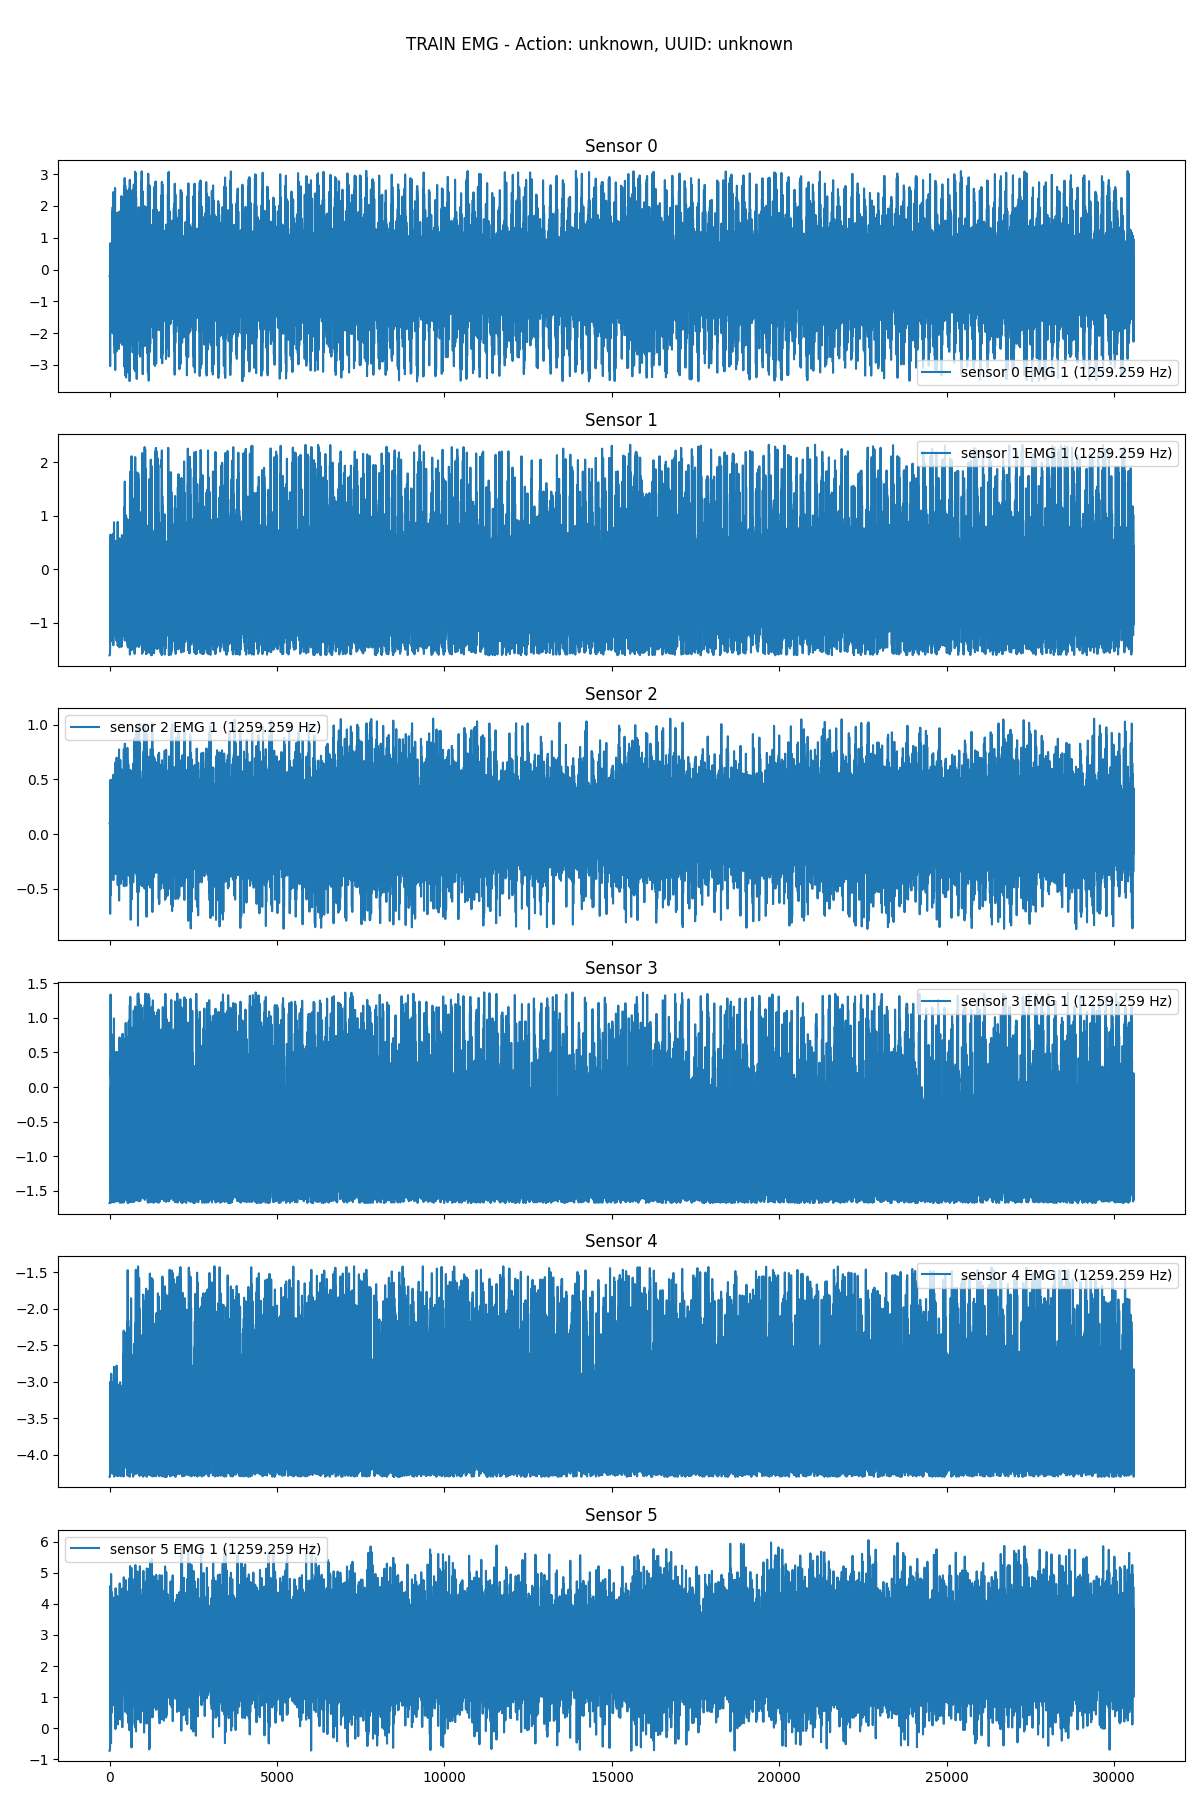 TRAIN EMG - Action: unknown, UUID: unknown
Sensor 0
3
2
1
0
−1
−2
−3
sensor 0 EMG 1 (1259.259 Hz)
Sensor 1
sensor 1 EMG 1 (1259.259 Hz)
2
1
0
−1
Sensor 2
sensor 2 EMG 1 (1259.259 Hz)
1.0
0.5
0.0
−0.5
Sensor 3
sensor 3 EMG 1 (1259.259 Hz)
1.5
1.0
0.5
0.0
−0.5
−1.0
−1.5
Sensor 4
sensor 4 EMG 1 (1259.259 Hz)
−1.5
−2.0
−2.5
−3.0
−3.5
−4.0
Sensor 5
sensor 5 EMG 1 (1259.259 Hz)
6
5
4
3
2
1
0
−1
0 5000 10000 15000 20000 25000 30000